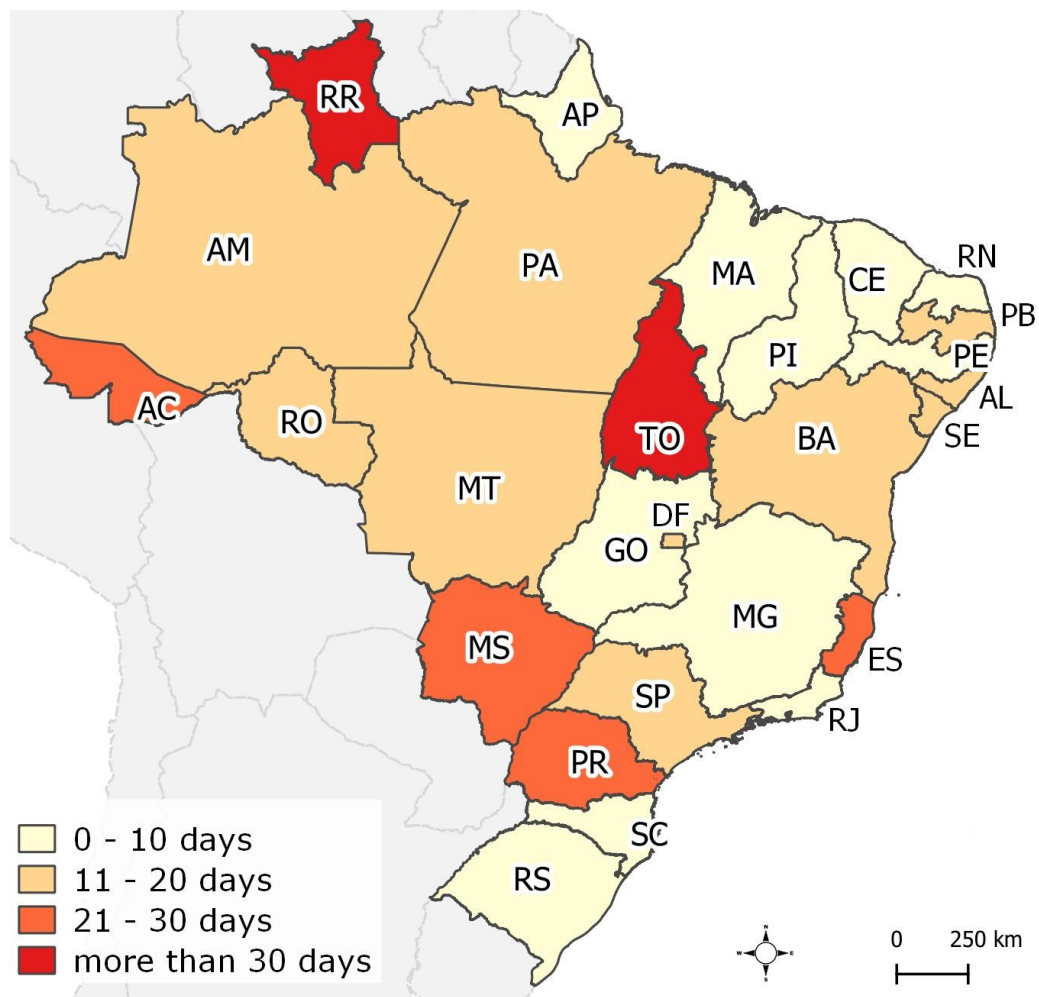 RR
AP
AM
PA
MA
CE
RN
PB
PI
PE
AC
RO
TO
BA
AL
SE
MT
DF
GO
MG
MS
ES
SP
RJ
PR
SC
RS
0 - 10 days
11 - 20 days
21 - 30 days
more than 30 days
N
W E
S
0 250 km